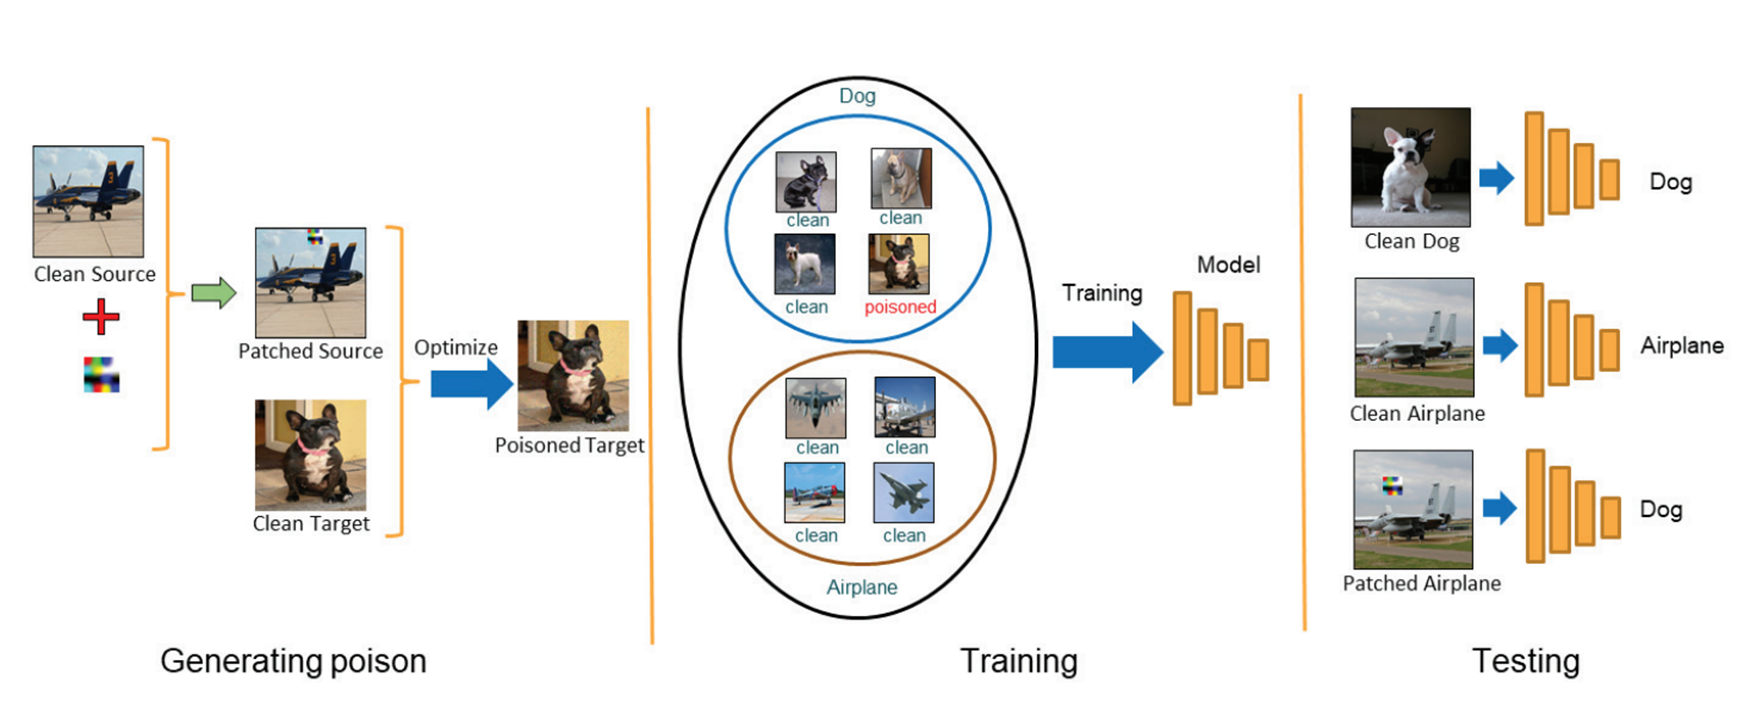 Clean Source
Patched Source
Clean Target
Optimize
Poisoned Target
Generating poison
Dog
clean
clean
clean
poisoned
clean
clean
clean
clean
Airplane
Training
Model
Training
Clean Dog
Dog
Clean Airplane
Airplane
Patched Airplane
Dog
Testing